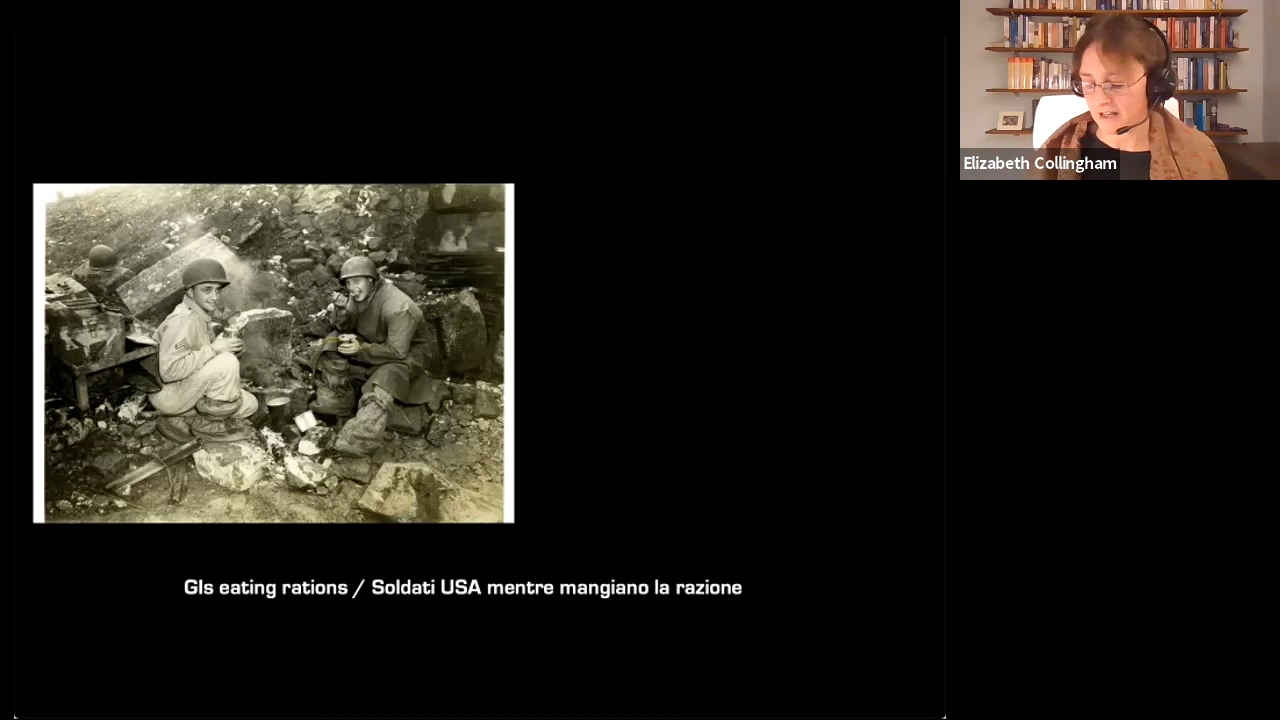 Elizabeth Collingham
GIs eating rations / Soldati USA mentre mangiano la razione